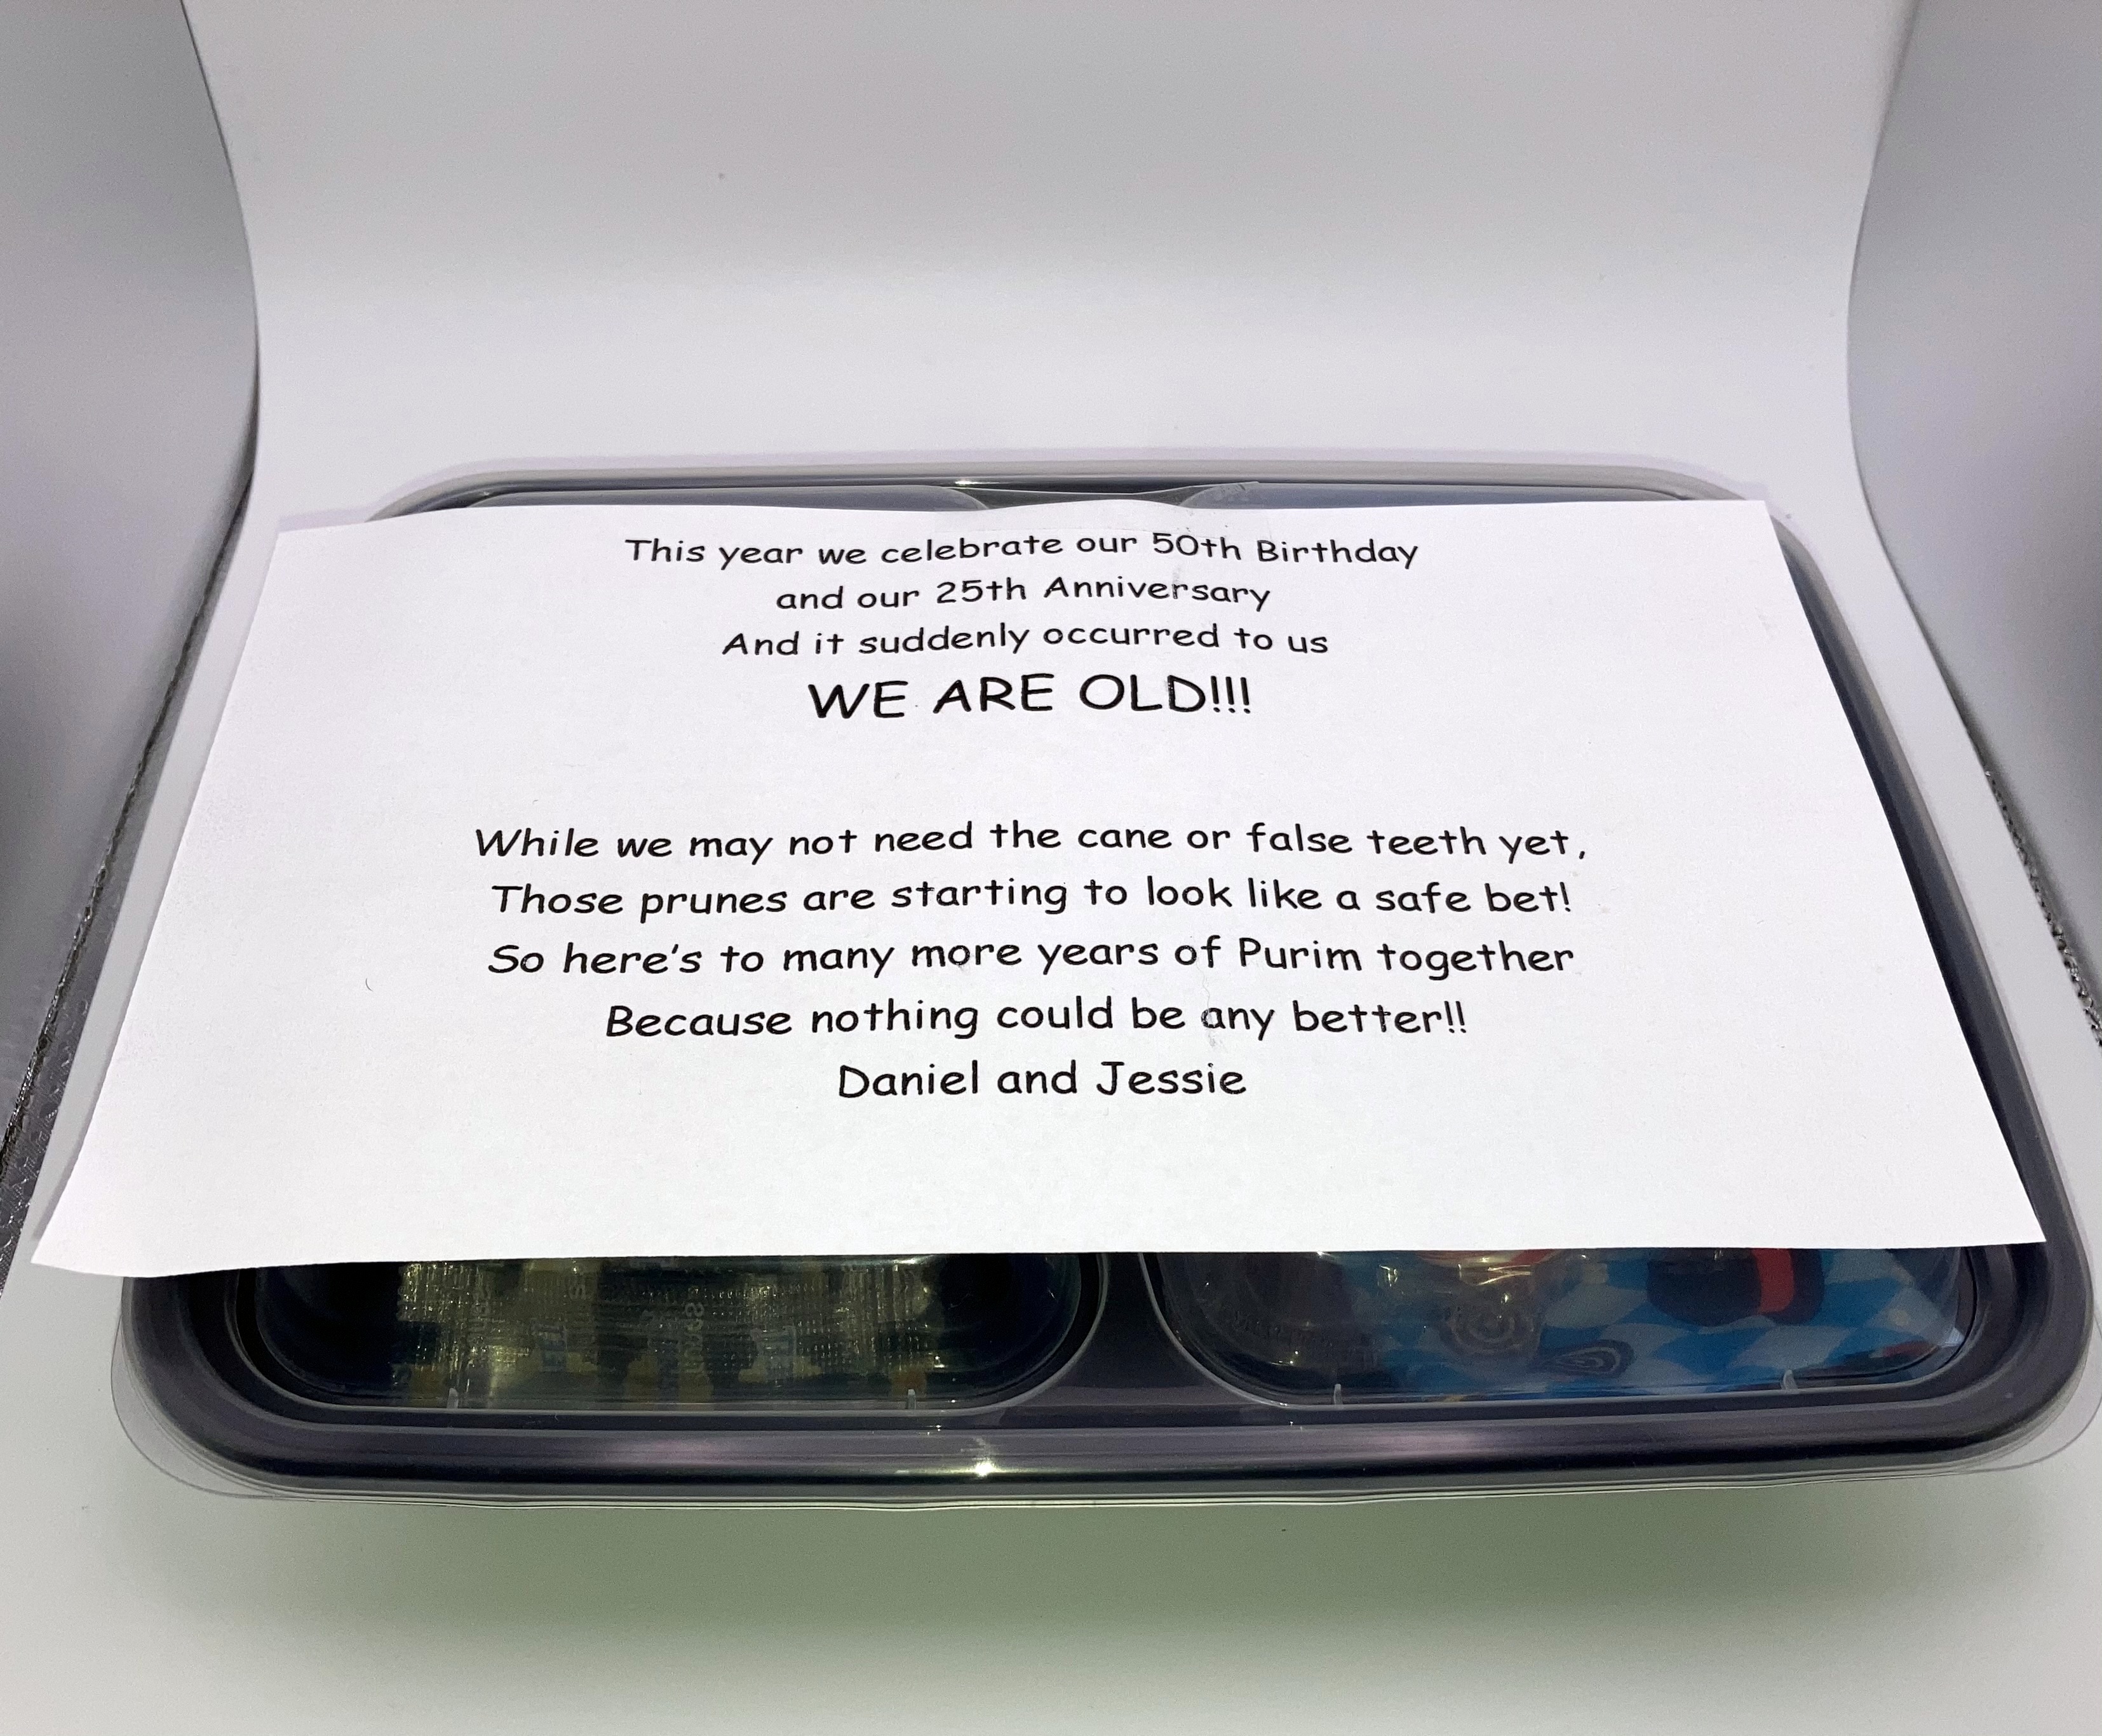 This year we celebrate our 50th Birthday
and our 25th Anniversary
And it suddenly occurred to us
WE ARE OLD!!!
While we may not need the cane or false teeth yet,
Those prunes are starting to look like a safe bet!
So here's to many more years of Purim together
Because nothing could be any better!!
Daniel and Jessie